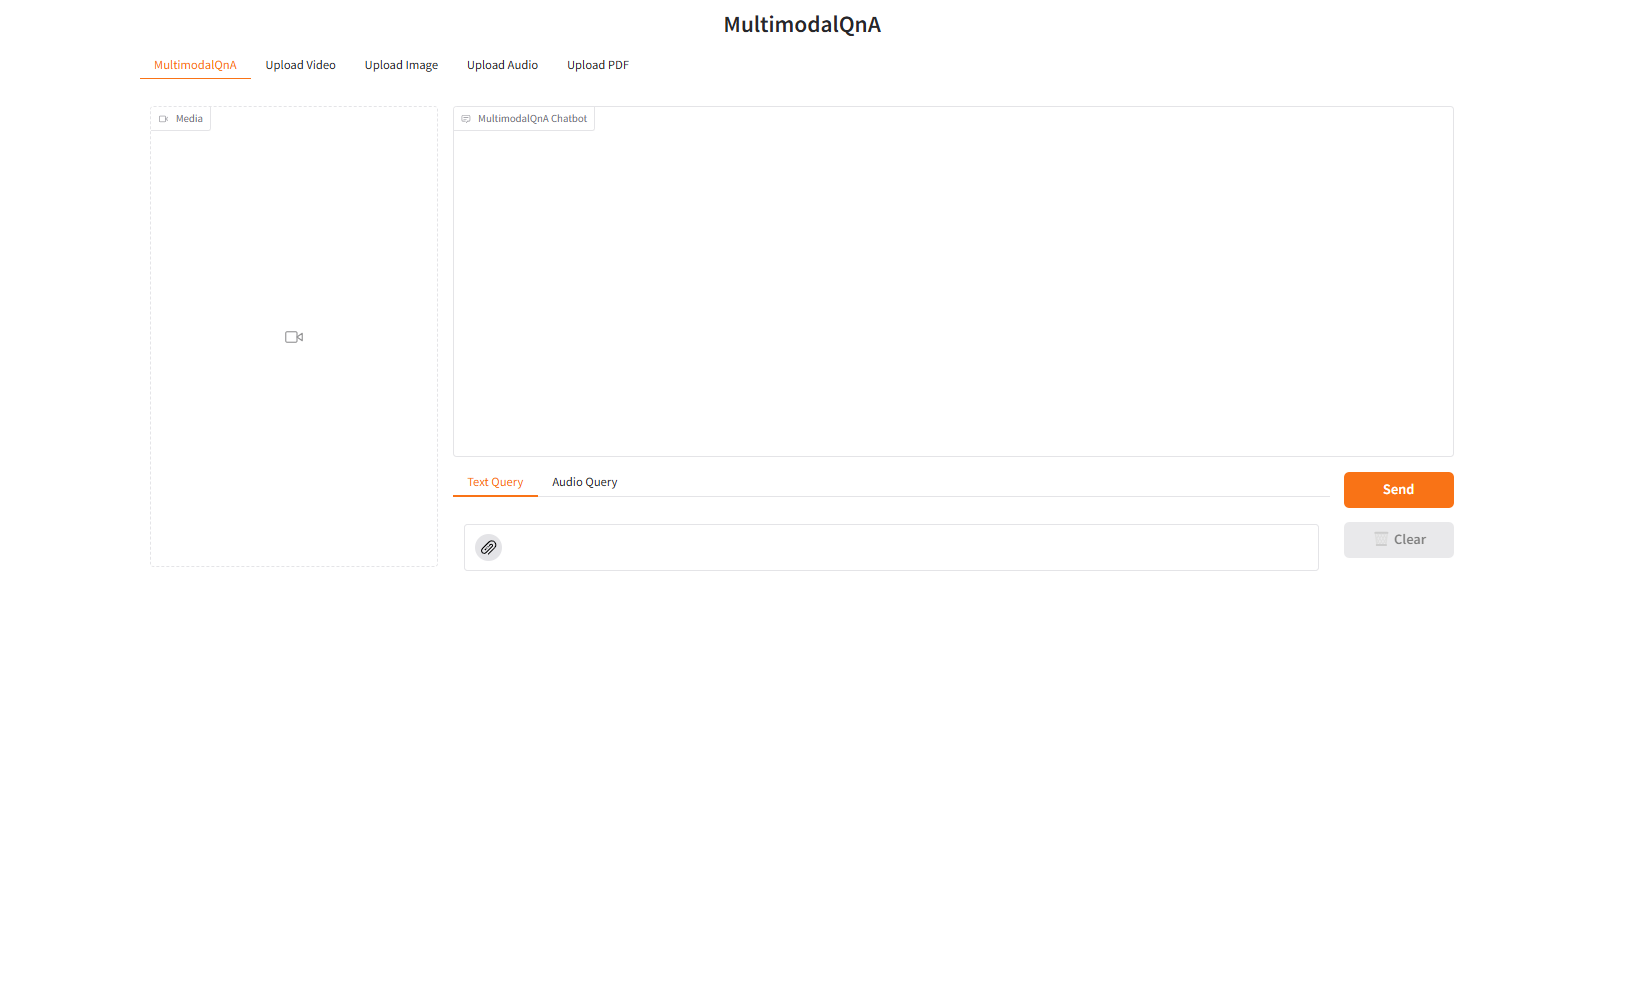 MultimodalQnA
MultimodalQnA Upload Video Upload Image Upload Audio Upload PDF
Media
MultimodalQnA Chatbot
Text Query Audio Query
Send
Clear